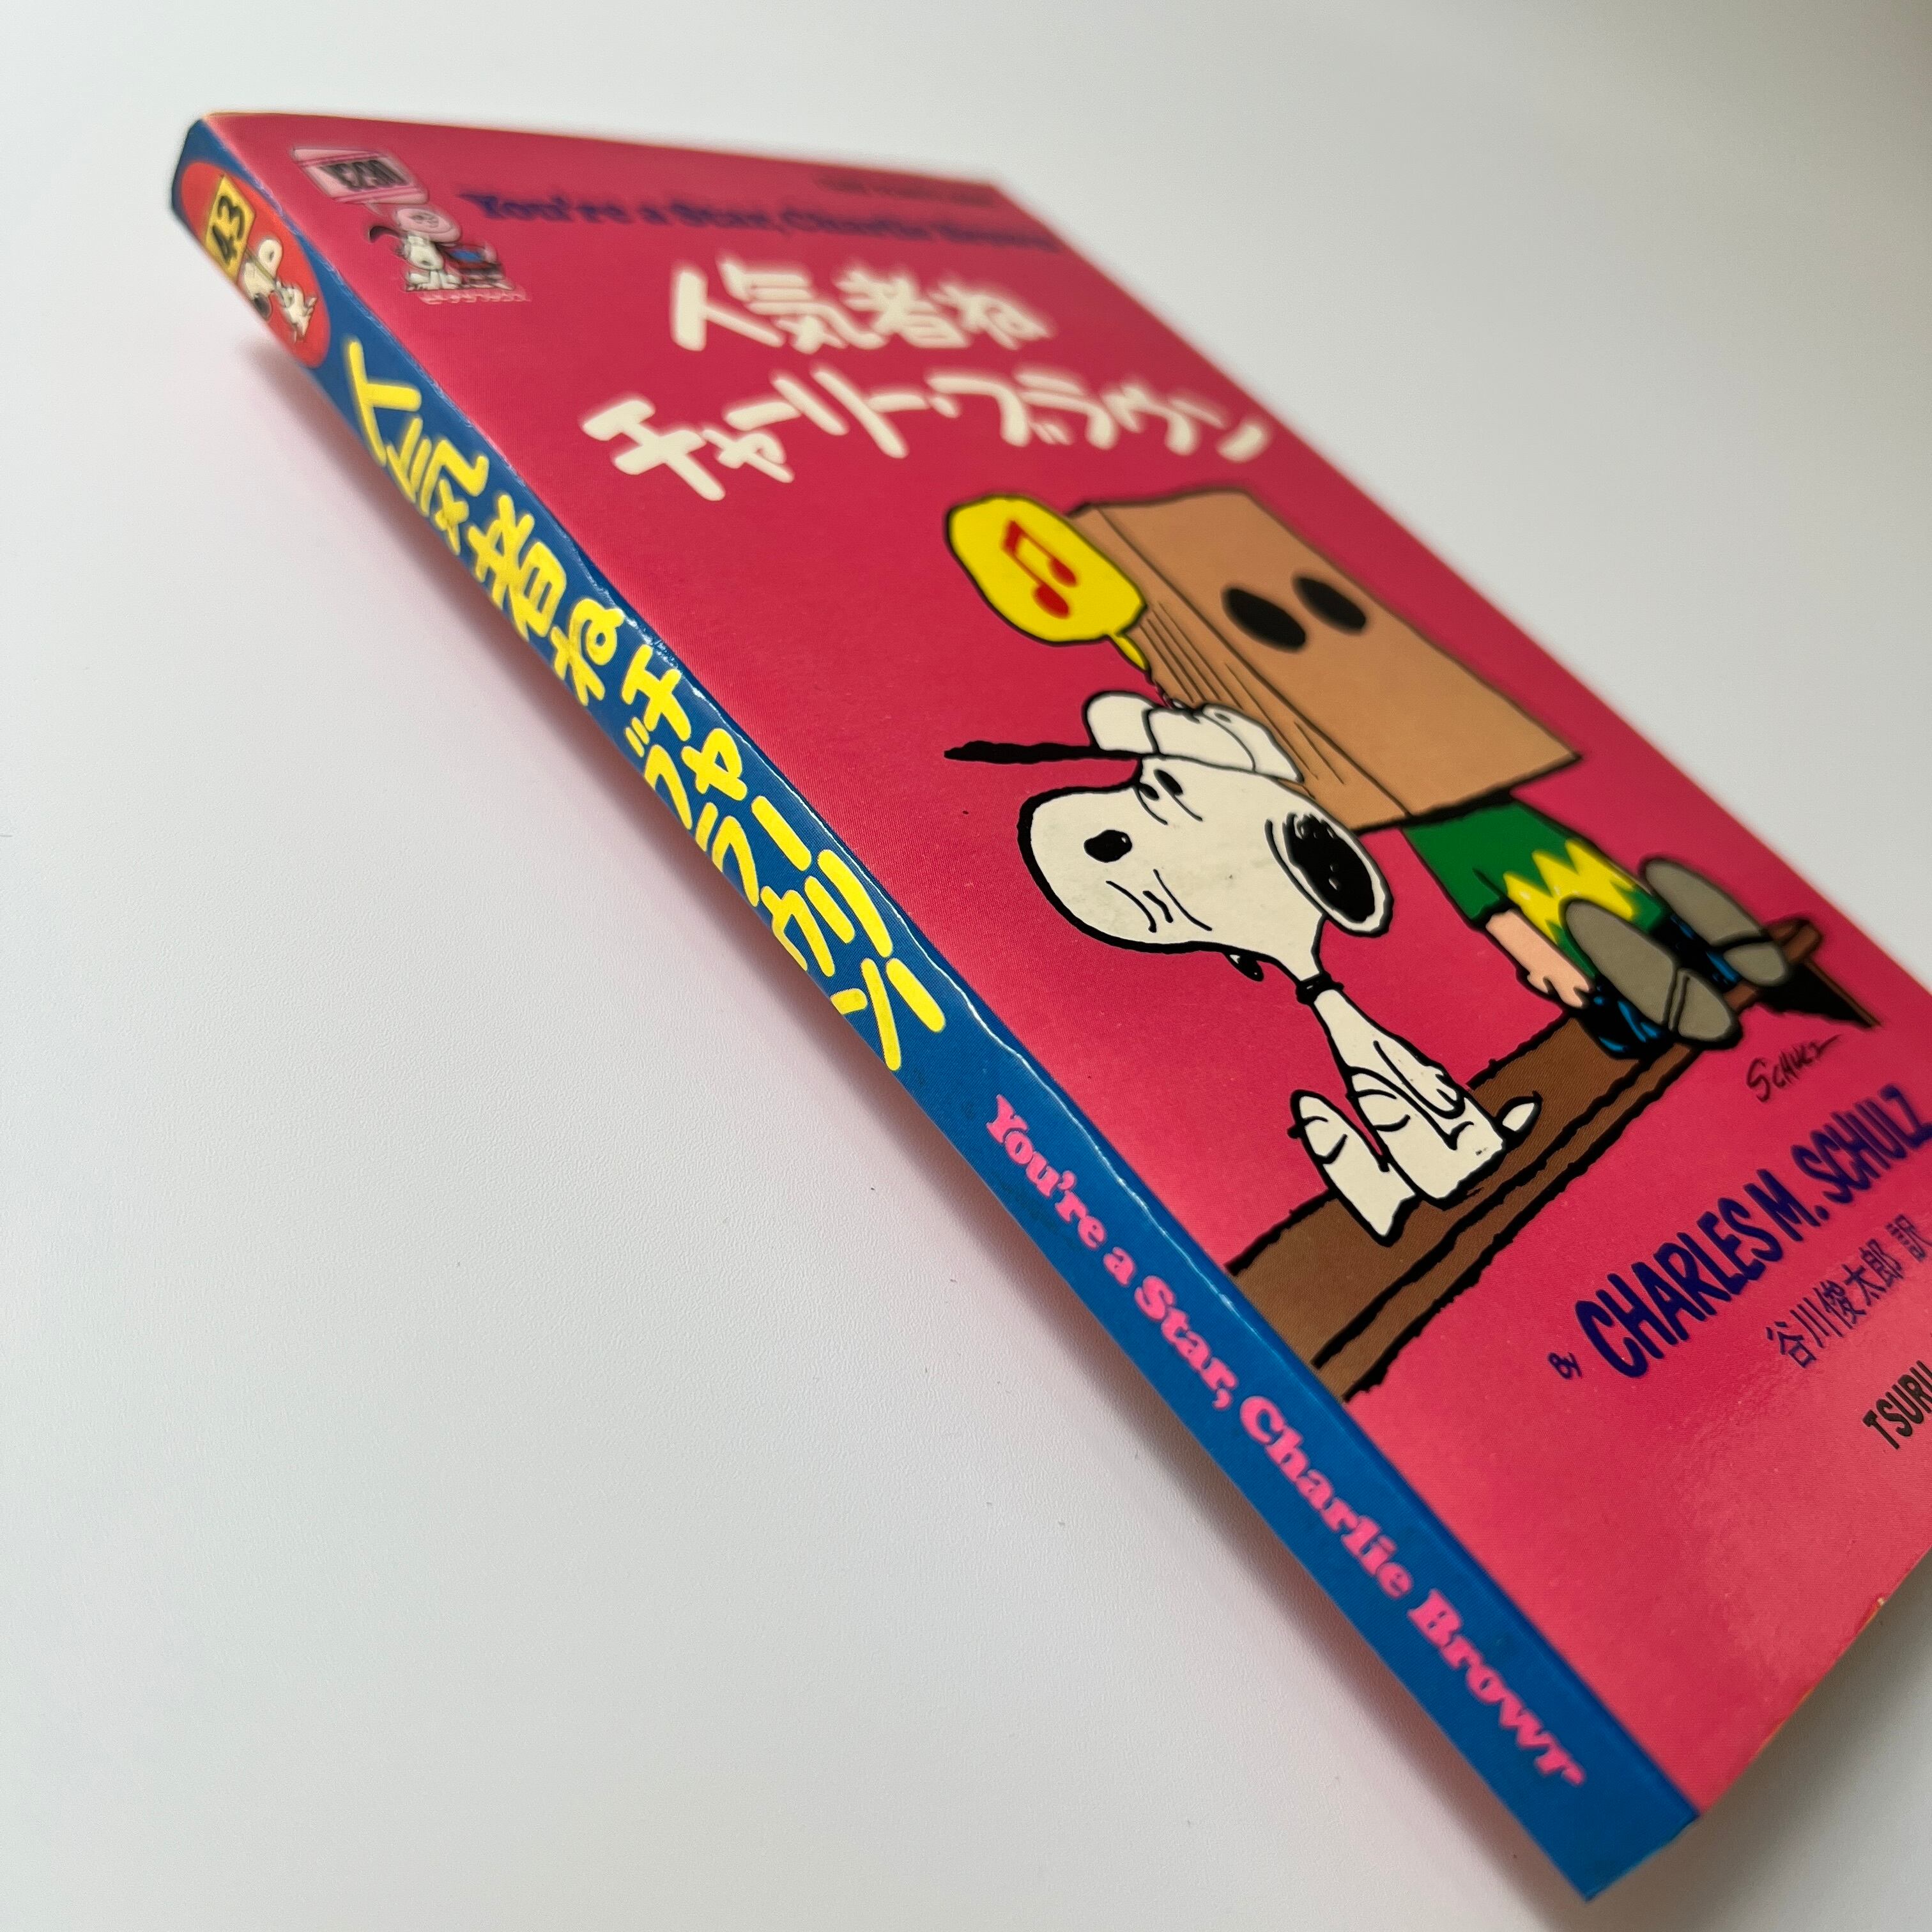 43
人気者ね
チャーリー・ブラウン
You're a Star, Charlie Brown
You're a Star, Charlie Brown
人気者ね
チャーリー・ブラウン
SCHULZ
By CHARLES M. SCHULZ
谷川俊太郎 訳
TSURU